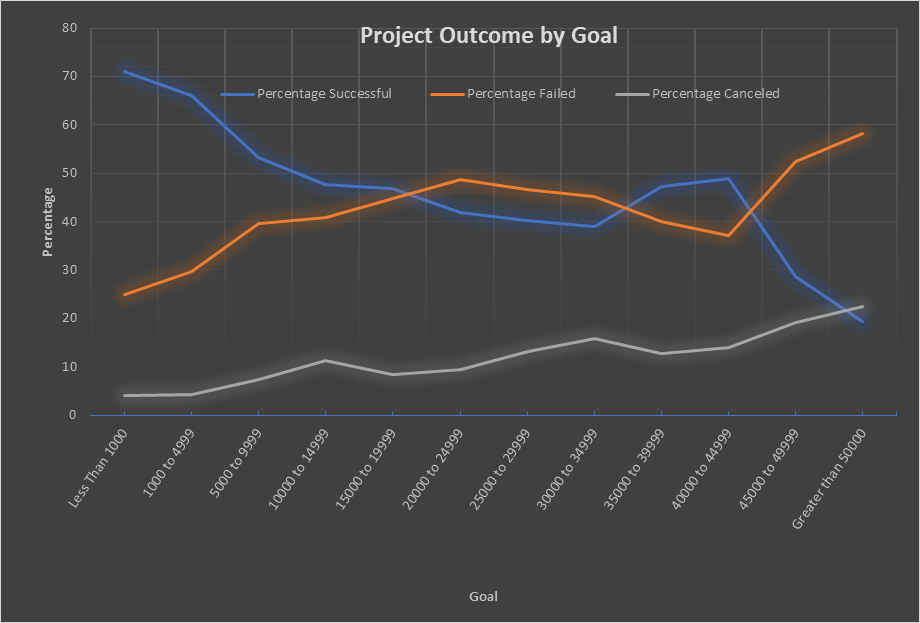 Project Outcome by Goal
Percentage Successful Percentage Failed Percentage Canceled
Percentage
80
70
60
50
40
30
20
10
0
Less Than 1000
1000 to 4999
5000 to 9999
10000 to 14999
15000 to 19999
20000 to 24999
25000 to 29999
30000 to 34999
35000 to 39999
40000 to 44999
45000 to 49999
Greater than 50000
Goal